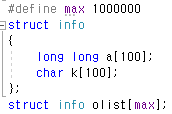 #define max 1000000
struct info
{
long long a[100];
char k[100];
};
struct info olist[max];